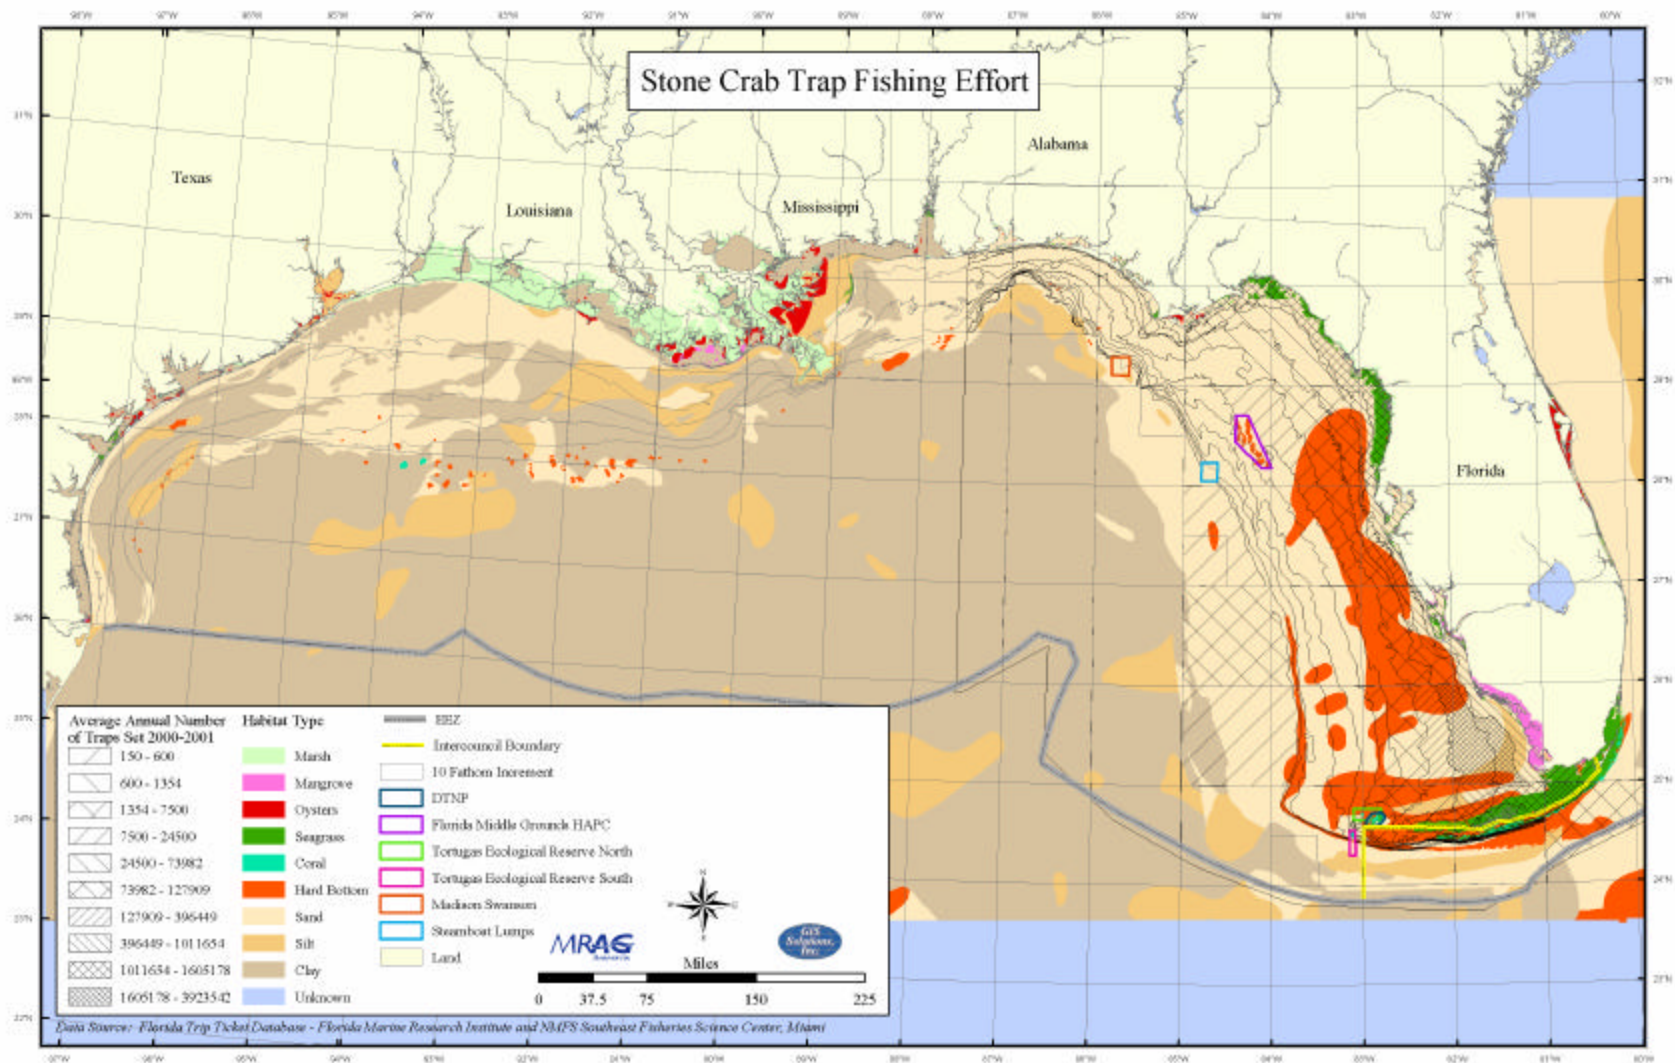 Stone Crab Trap Fishing Effort
Texas
Louisiana
Mississippi
Alabama
Florida
Average Annual Number
of Traps Set 2000-2001
150 - 600
600 - 1354
1354 - 7500
7500 - 24500
24500 - 73982
73982 - 127909
127909 - 396449
396449 - 1011654
1011654 - 1605178
1605178 - 3923542
Habitat Type
Marsh
Mangrove
Oysters
Seagrass
Coral
Hard Bottom
Sand
Silt
Clay
Unknown
EEZ
Intercouncil Boundary
10 Fathom Increment
DTNP
Florida Middle Grounds HAPC
Tortugas Ecological Reserve North
Tortugas Ecological Reserve South
Madison Swanson
Steamboat Lumps
Land
MRAG
GIS
Solutions,
Inc.
Miles
0 37.5 75 150 225
Data Source: Florida Trip Ticket Database - Florida Marine Research Institute and NMFS Southeast Fisheries Science Center, Miami